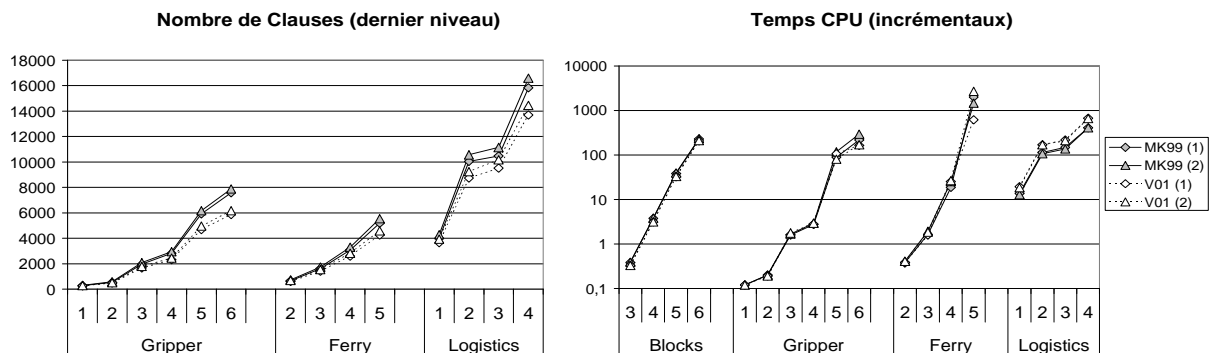 Nombre de Clauses (dernier niveau)
18000
16000
14000
12000
10000
8000
6000
4000
2000
0
1 2 3 4 5 6 2 3 4 5 1 2 3 4
Gripper Ferry Logistics
Temps CPU (incrémentaux)
10000
1000
100
10
1
0,1
3 4 5 6 1 2 3 4 5 6 2 3 4 5 1 2 3 4
Blocks Gripper Ferry Logistics
MK99 (1)
MK99 (2)
V01 (1)
V01 (2)